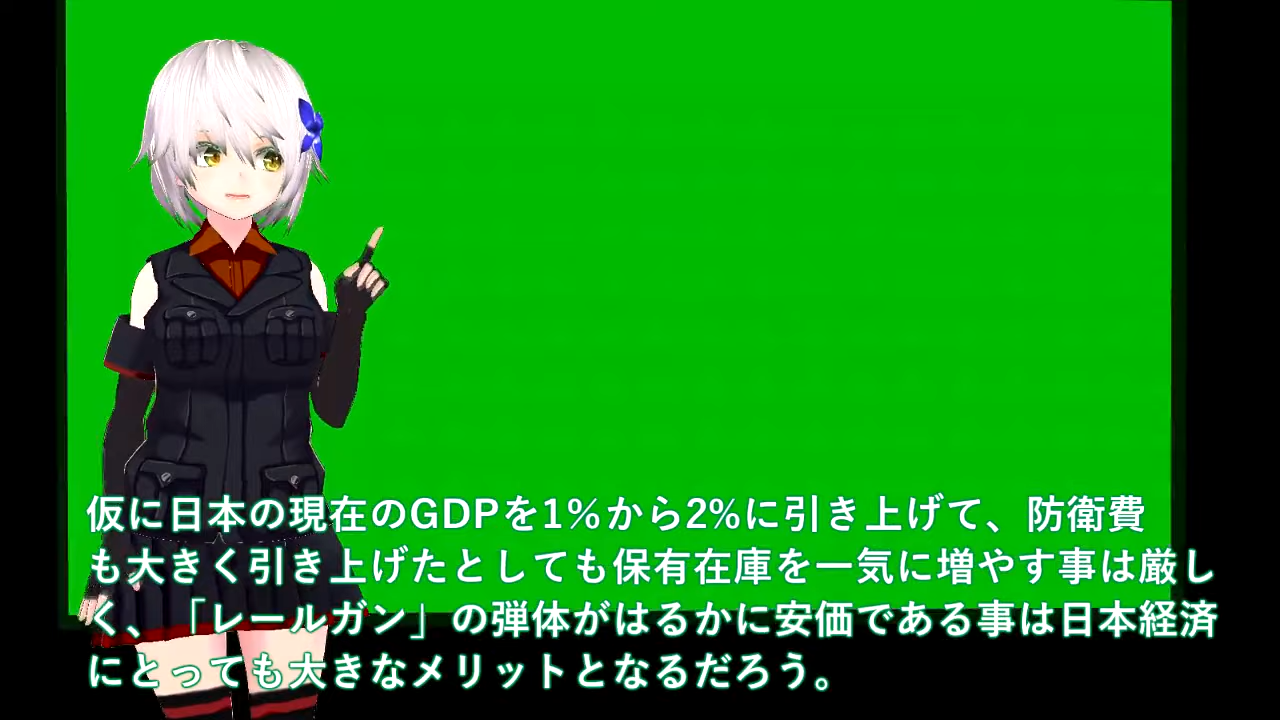 仮に日本の現在のGDPを1%から2%に引き上げて、防衛費
も大きく引き上げたとしても保有在庫を一気に増やす事は厳し
く、「レールガン」の弾体がはるかに安価である事は日本経済
にとっても大きなメリットとなるだろう。